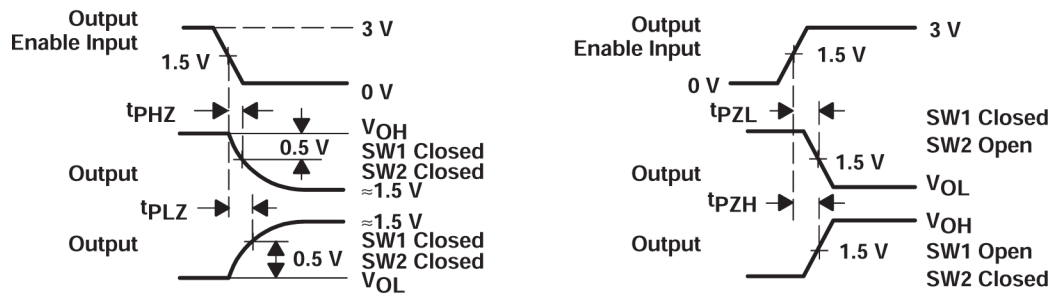 Output
Enable Input
3 V
1.5 V
0 V
tPHZ
VOH
0.5 V
SW1 Closed
SW2 Closed
Output
≈1.5 V
tPLZ
≈1.5 V
SW1 Closed
Output
0.5 V
SW2 Closed
VOL
Output
Enable Input
3 V
1.5 V
0 V
tPZL
SW1 Closed
SW2 Open
1.5 V
Output
VOL
tPZH
VOH
Output
1.5 V
SW1 Open
SW2 Closed